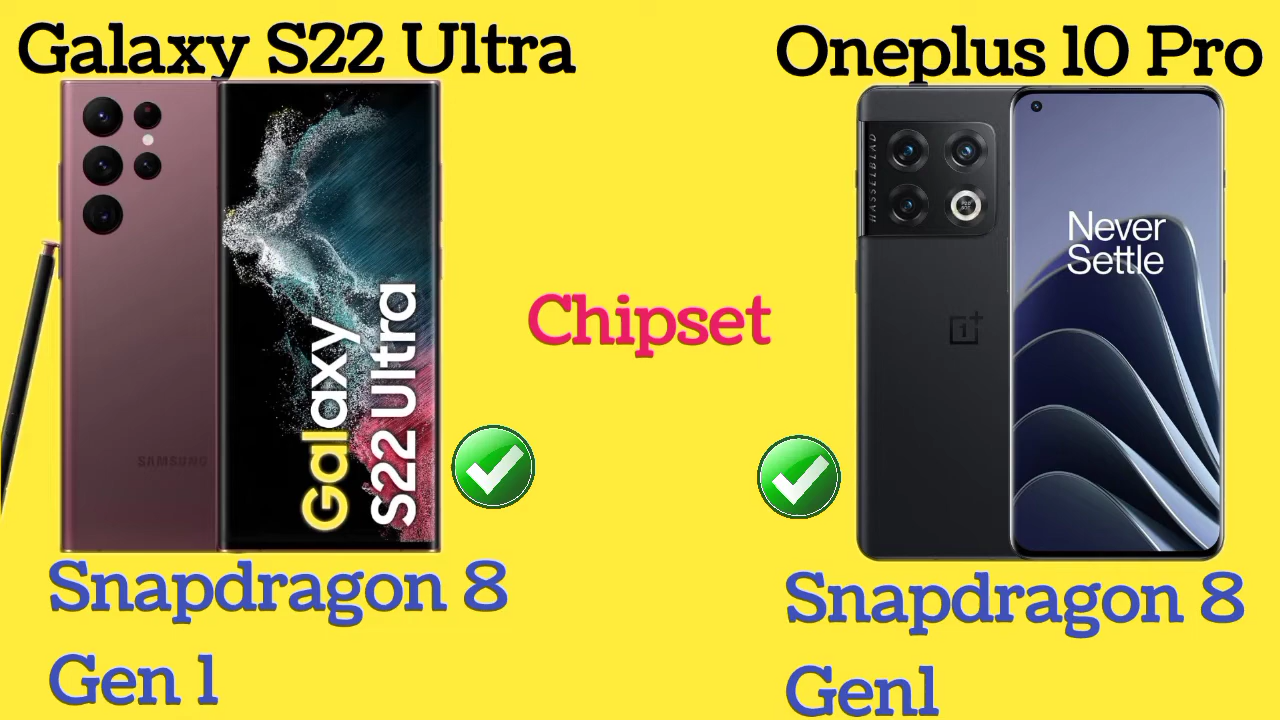 Galaxy S22 Ultra
Oneplus 10 Pro
HASSELBLAD
Never
Settle
Chipset
Galaxy
S22 Ultra
SAMSUNG
Snapdragon 8
Gen 1
Snapdragon 8
Gen1